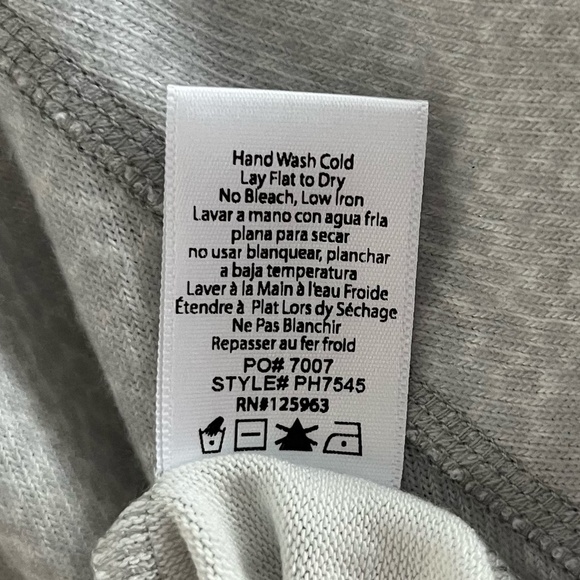 Hand Wash Cold
Lay Flat to Dry
No Bleach, Low Iron
Lavar a mano con agua frla
plana para secar
no usar blanquear, planchar
a baja temperatura
Laver à la Main à l'eau Froide
Étendre à Plat Lors dy Séchage
Ne Pas Blanchir
Repasser au fer froid
PO# 7007
STYLE# PH7545
RN#125963